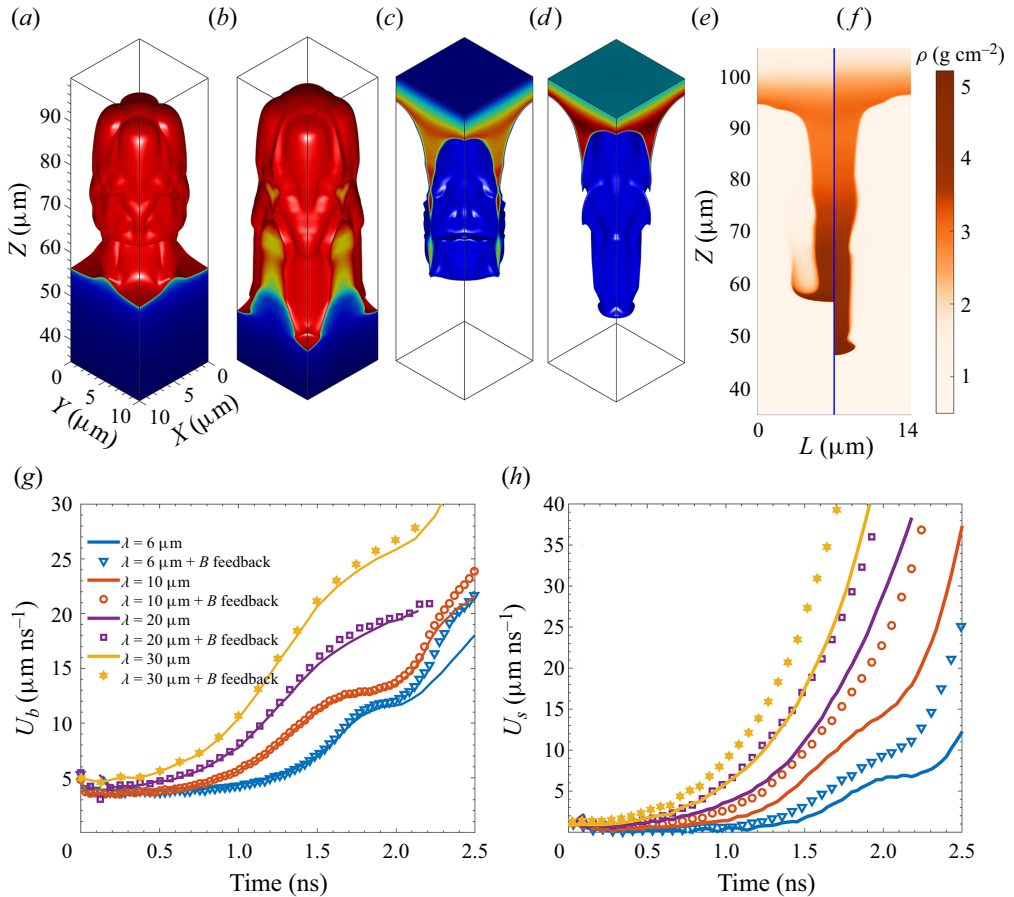 (a)
(b)
(c)
(d)
(e)
(f)
Z (μm)
90
80
70
60
50
40
0
5
10
Y (μm)
10
5
0
X (μm)
Z (μm)
100
90
80
70
60
50
40
0
14
L (μm)
ρ (g cm⁻²)
5
4
3
2
1
(g)
U_b (μm ns⁻¹)
30
25
20
15
10
5
0
0.5
1.0
1.5
2.0
2.5
Time (ns)
λ = 6 μm
λ = 6 μm + B feedback
λ = 10 μm
λ = 10 μm + B feedback
λ = 20 μm
λ = 20 μm + B feedback
λ = 30 μm
λ = 30 μm + B feedback
(h)
U_s (μm ns⁻¹)
40
35
30
25
20
15
10
5
0
0.5
1.0
1.5
2.0
2.5
Time (ns)